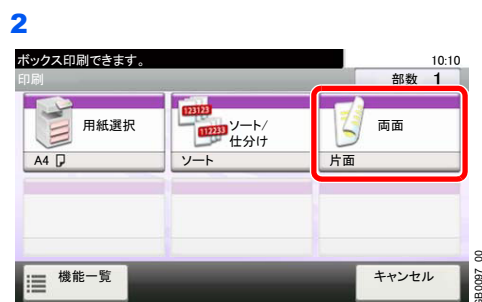 2
ボックス印刷できます。
10:10
印刷
部数 1
用紙選択
A4
123123
112233
ソート/
仕分け
ソート
両面
片面
機能一覧
キャンセル
GB0097_00